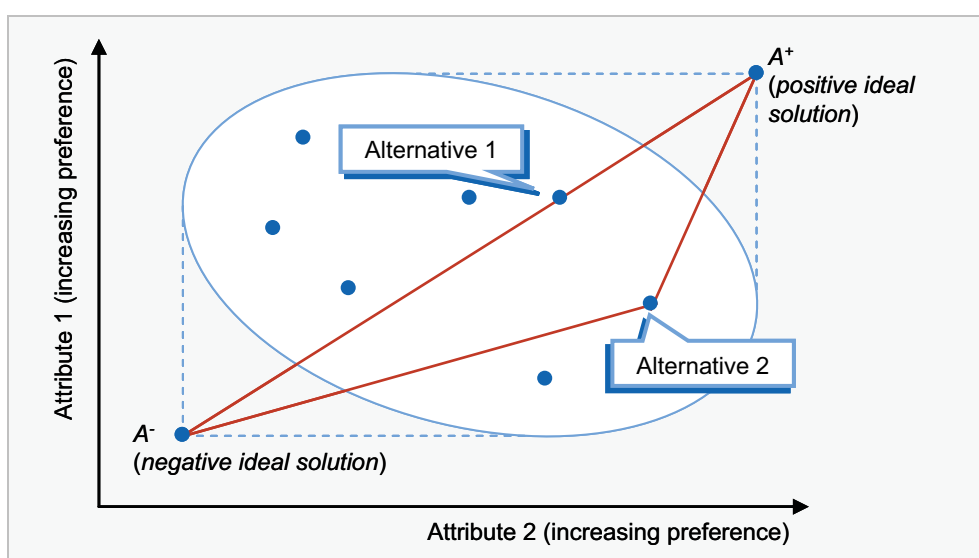 A+
(positive ideal
solution)
Alternative 1
Attribute 1 (increasing preference)
Alternative 2
A-
(negative ideal solution)
Attribute 2 (increasing preference)